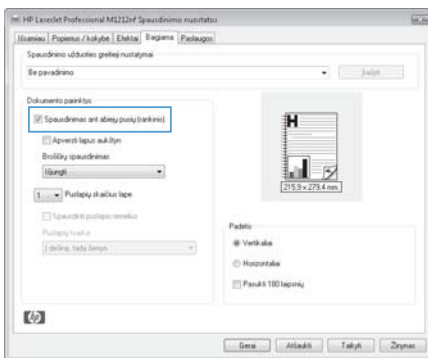 HP LaserJet Professional M1212nf Spausdinimo nuostatos
Išsamiau Popierius / kokybė Efektai Baigiama Paslaugos
Spausdinimo užduoties greitieji nustatymai
Be pavadinimo
Įrašyti
Dokumento parinktys
Spausdinimas ant abiejų pusių (rankinis)
Apversti lapus aukštyn
Brošiūrų spausdinimas
Išjungti
1 Puslapių skaičius lape
Spausdinti puslapio rėmelius
Puslapių tvarka
Į dešinę, tada žemyn
H
215,9 × 279,4 mm.
Padėtis
Vertikaliai
Horizontaliai
Pasukti 180 laipsnių
hp
Gerai Atšaukti Taikyti Žinynas